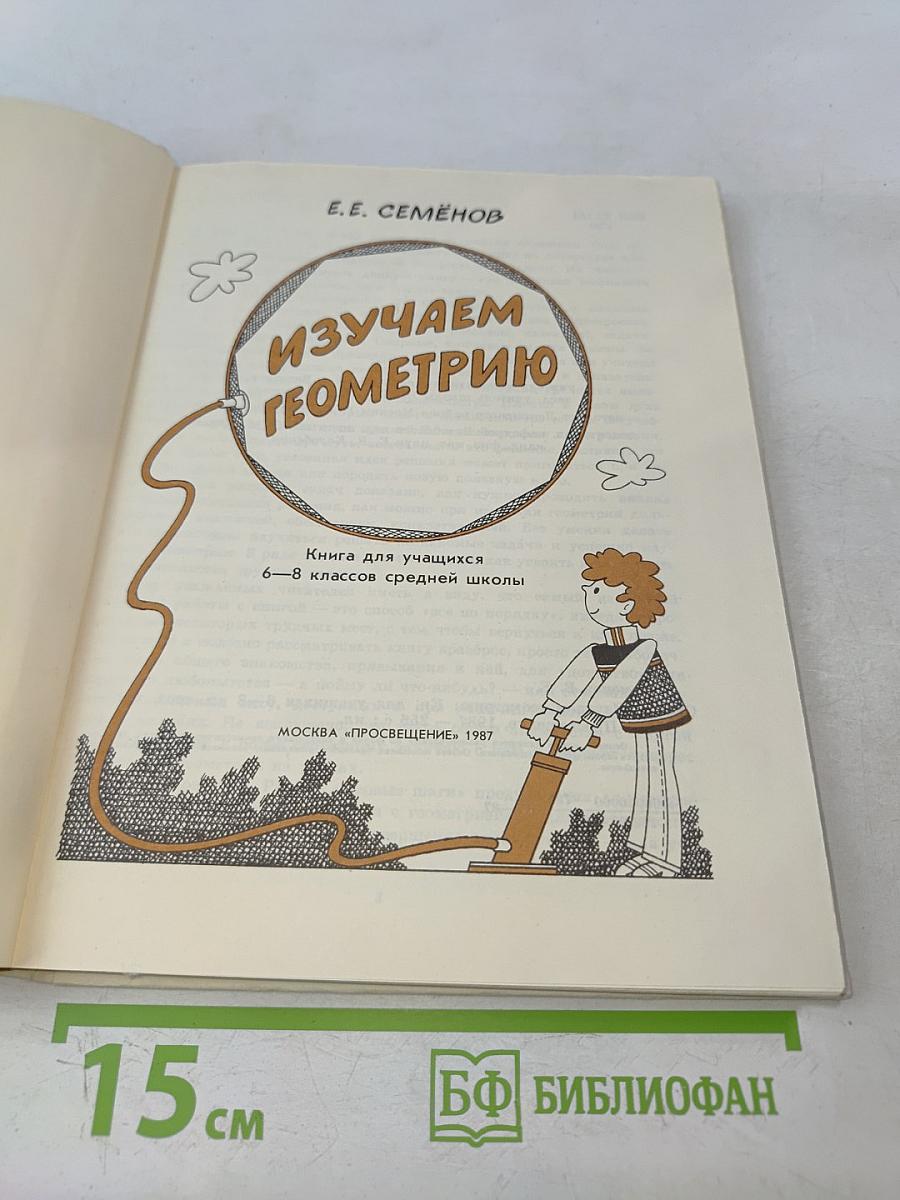 Е.Е. СЕМЁНОВ
ИЗУЧАЕМ
ГЕОМЕТРИЮ
Книга для учащихся
6—8 классов средней школы
МОСКВА «ПРОСВЕЩЕНИЕ» 1987
15 см
БФ БИБЛИОФАН